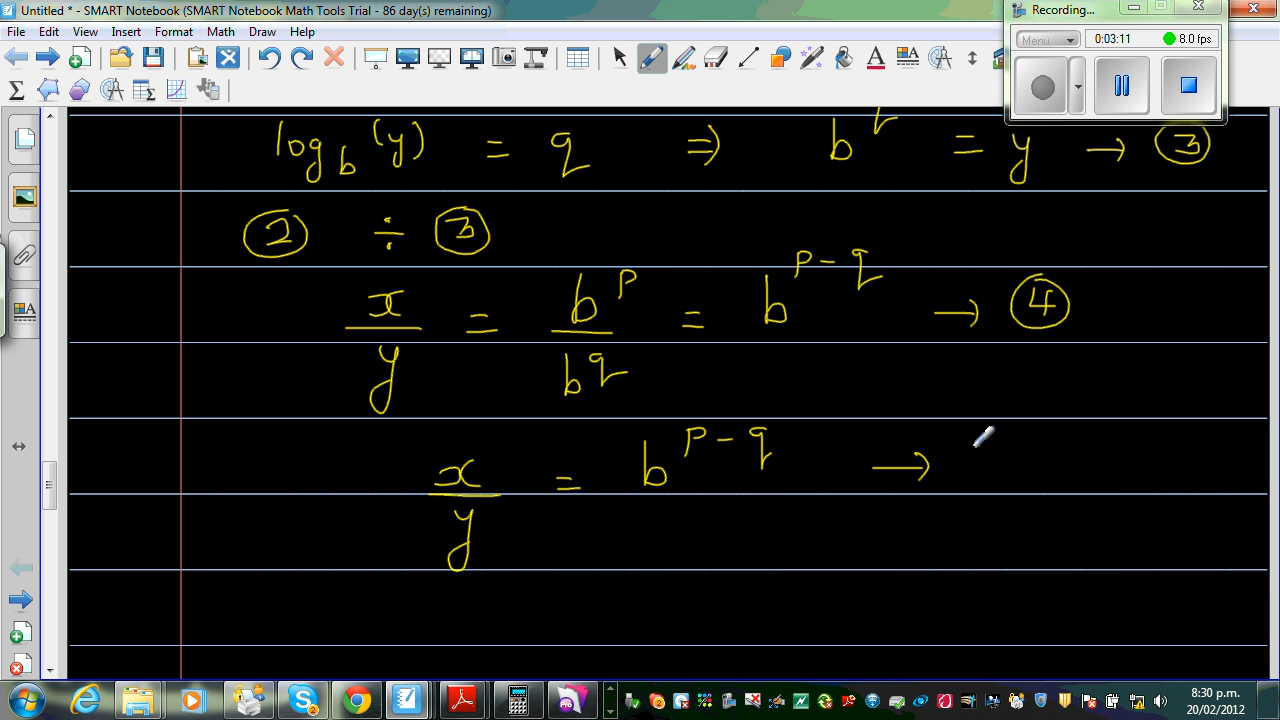 Untitled * - SMART Notebook (SMART Notebook Math Tools Trial - 86 day(s) remaining)
Recording...
File Edit View Insert Format Math Draw Help
Menu 0:03:11 8.0 fps
log_b (y) = q ⇒ b^q = y → ③
② ÷ ③
x/y = b^p/b^q = b^(p-q) → ④
x/y = b^(p-q) →
8:30 p.m.
20/02/2012